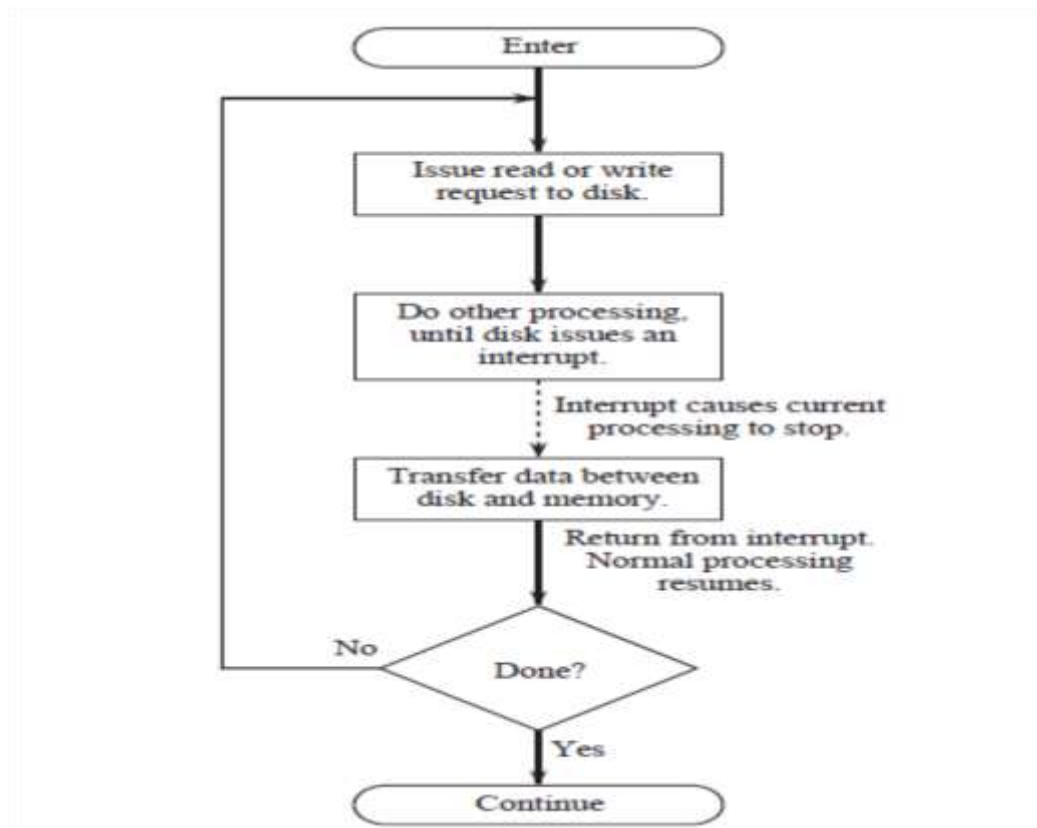 Enter
Issue read or write
request to disk.
Do other processing,
until disk issues an
interrupt.
Interrupt causes current
processing to stop.
Transfer data between
disk and memory.
Return from interrupt.
Normal processing
resumes.
No
Done?
Yes
Continue